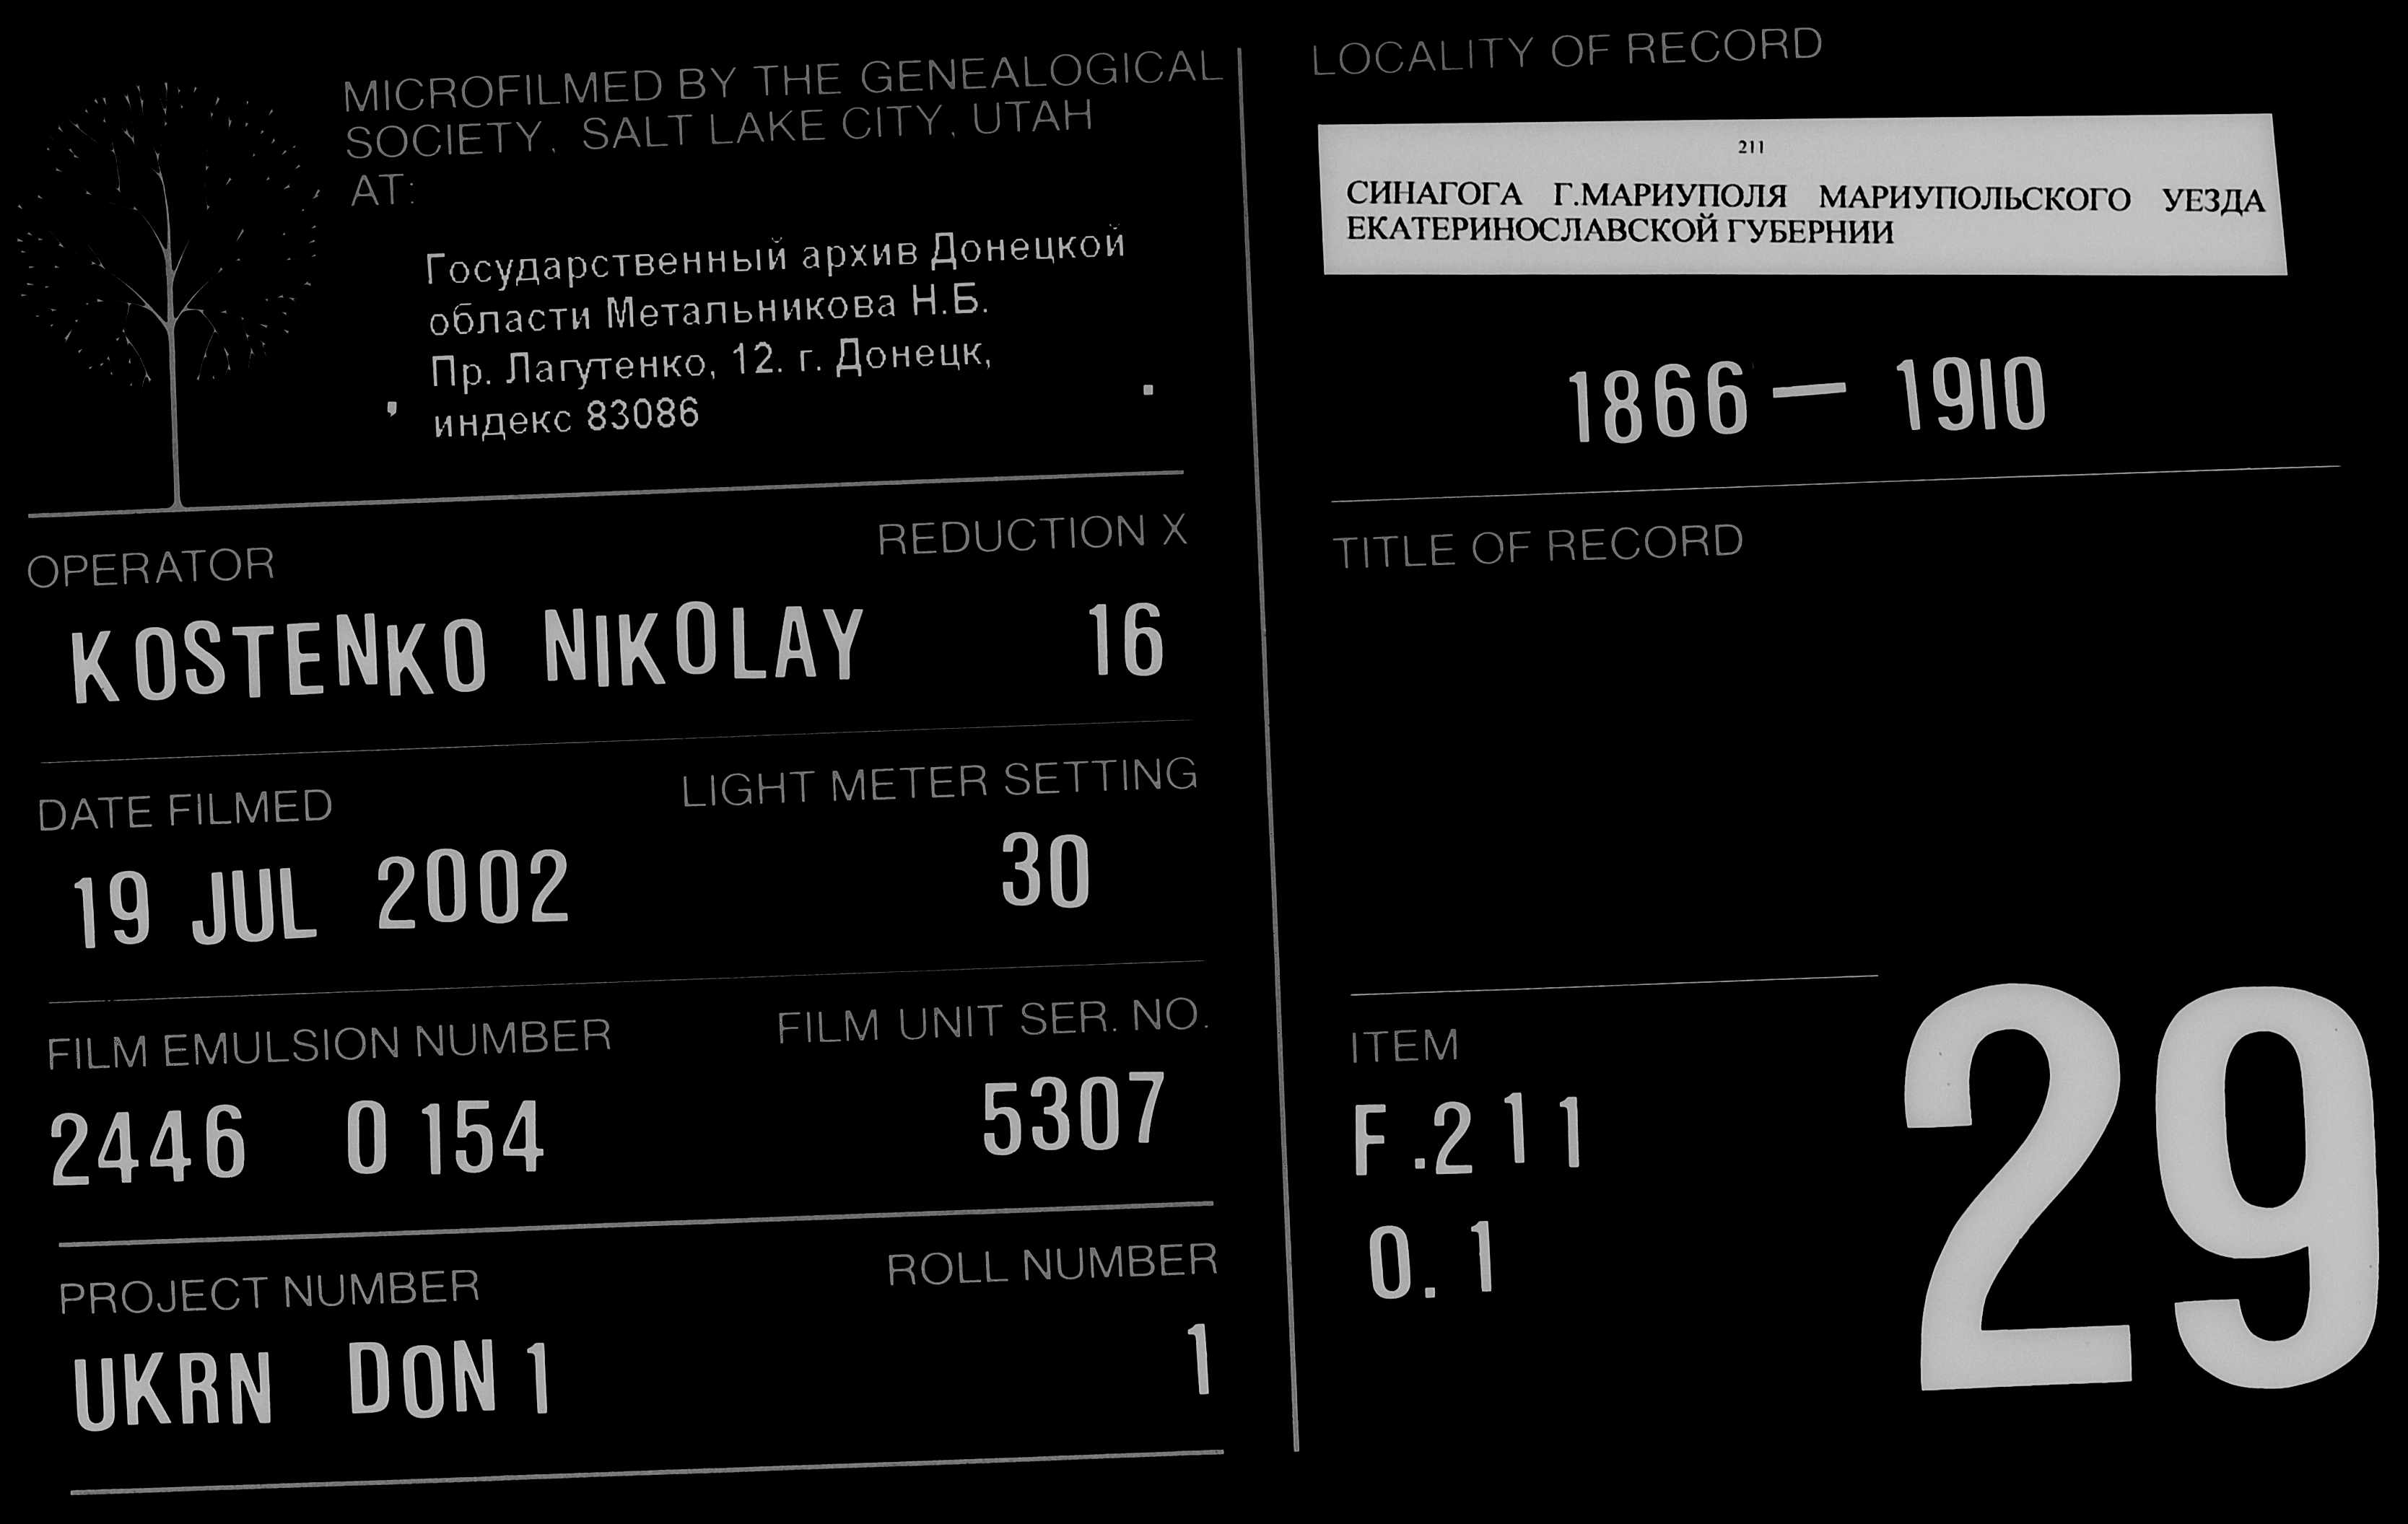 MICROFILMED BY THE GENEALOGICAL
SOCIETY, SALT LAKE CITY, UTAH
AT:
Государственный архив Донецкой
области Метальникова Н.Б.
Пр. Лагутенко, 12. г. Донецк,
индекс 83086
OPERATOR
REDUCTION X
KOSTENKO NIKOLAY
16
DATE FILMED
LIGHT METER SETTING
19 JUL 2002
30
FILM EMULSION NUMBER
FILM UNIT SER. NO.
2446 0154
5307
PROJECT NUMBER
ROLL NUMBER
UKRN DON 1
1
LOCALITY OF RECORD
211
СИНАГОГА Г.МАРИУПОЛЯ МАРИУПОЛЬСКОГО УЕЗДА
ЕКАТЕРИНОСЛАВСКОЙ ГУБЕРНИИ
1866 — 1910
TITLE OF RECORD
ITEM
F.211
O.1
29